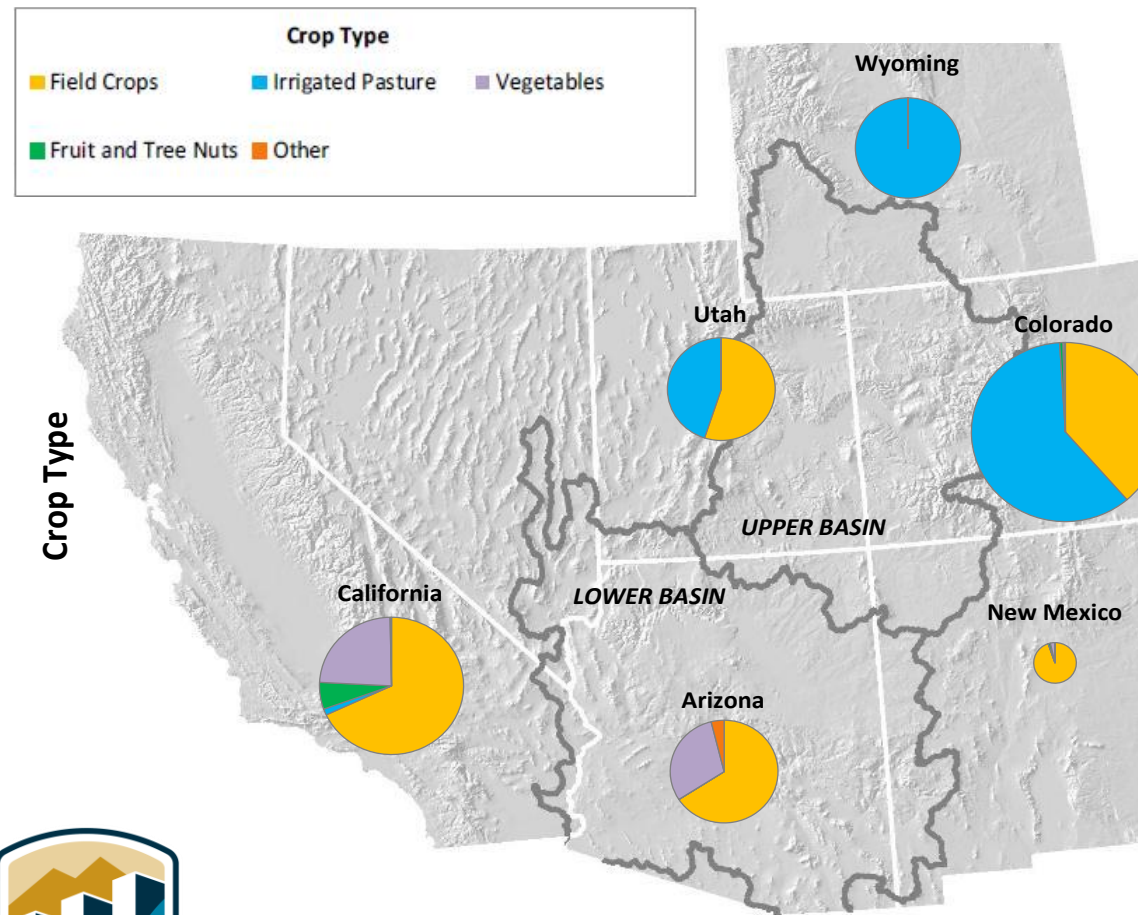 Crop Type
Field Crops
Irrigated Pasture
Vegetables
Fruit and Tree Nuts
Other
Wyoming
Utah
Colorado
Crop Type
UPPER BASIN
LOWER BASIN
California
New Mexico
Arizona